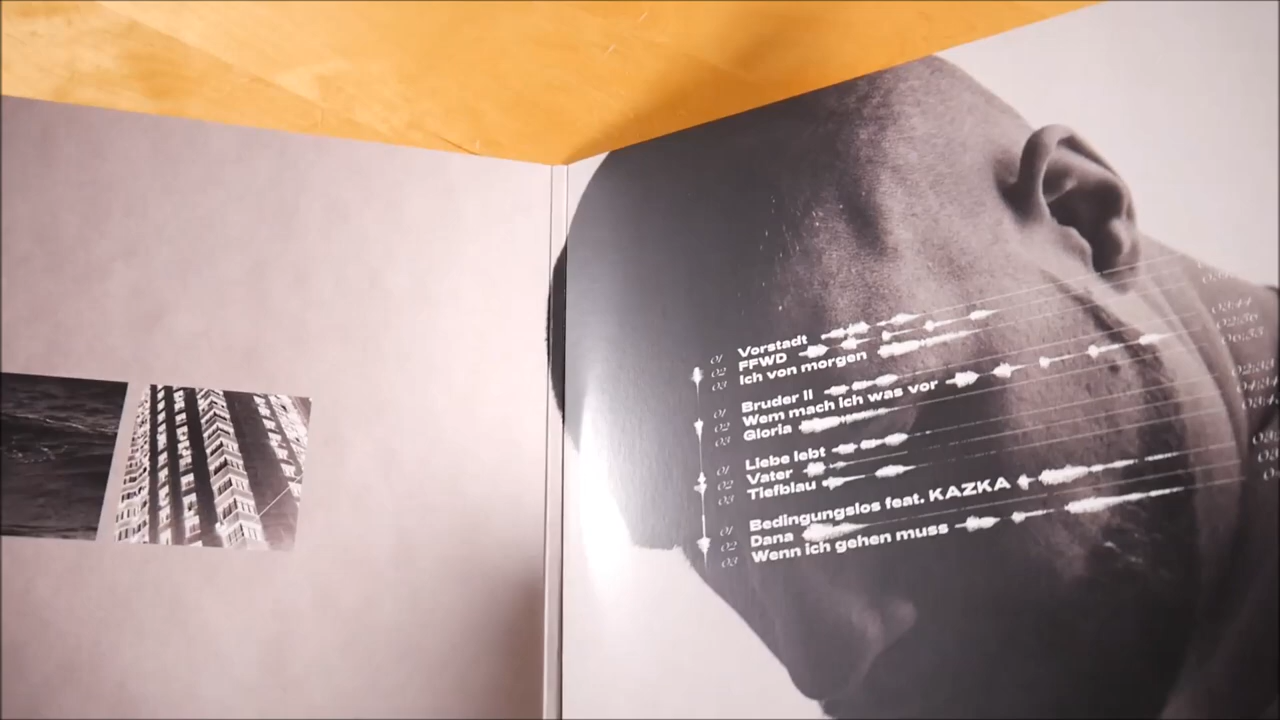 01 Vorstadt
02 FFWD 03:44
03 Ich von morgen 02:56
01 Bruder II
02 Wem mach ich was vor
03 Gloria
01 Liebe lebt
02 Vater
03 Tiefblau
01 Bedingungslos feat. KAZKA
02 Dana
03 Wenn ich gehen muss